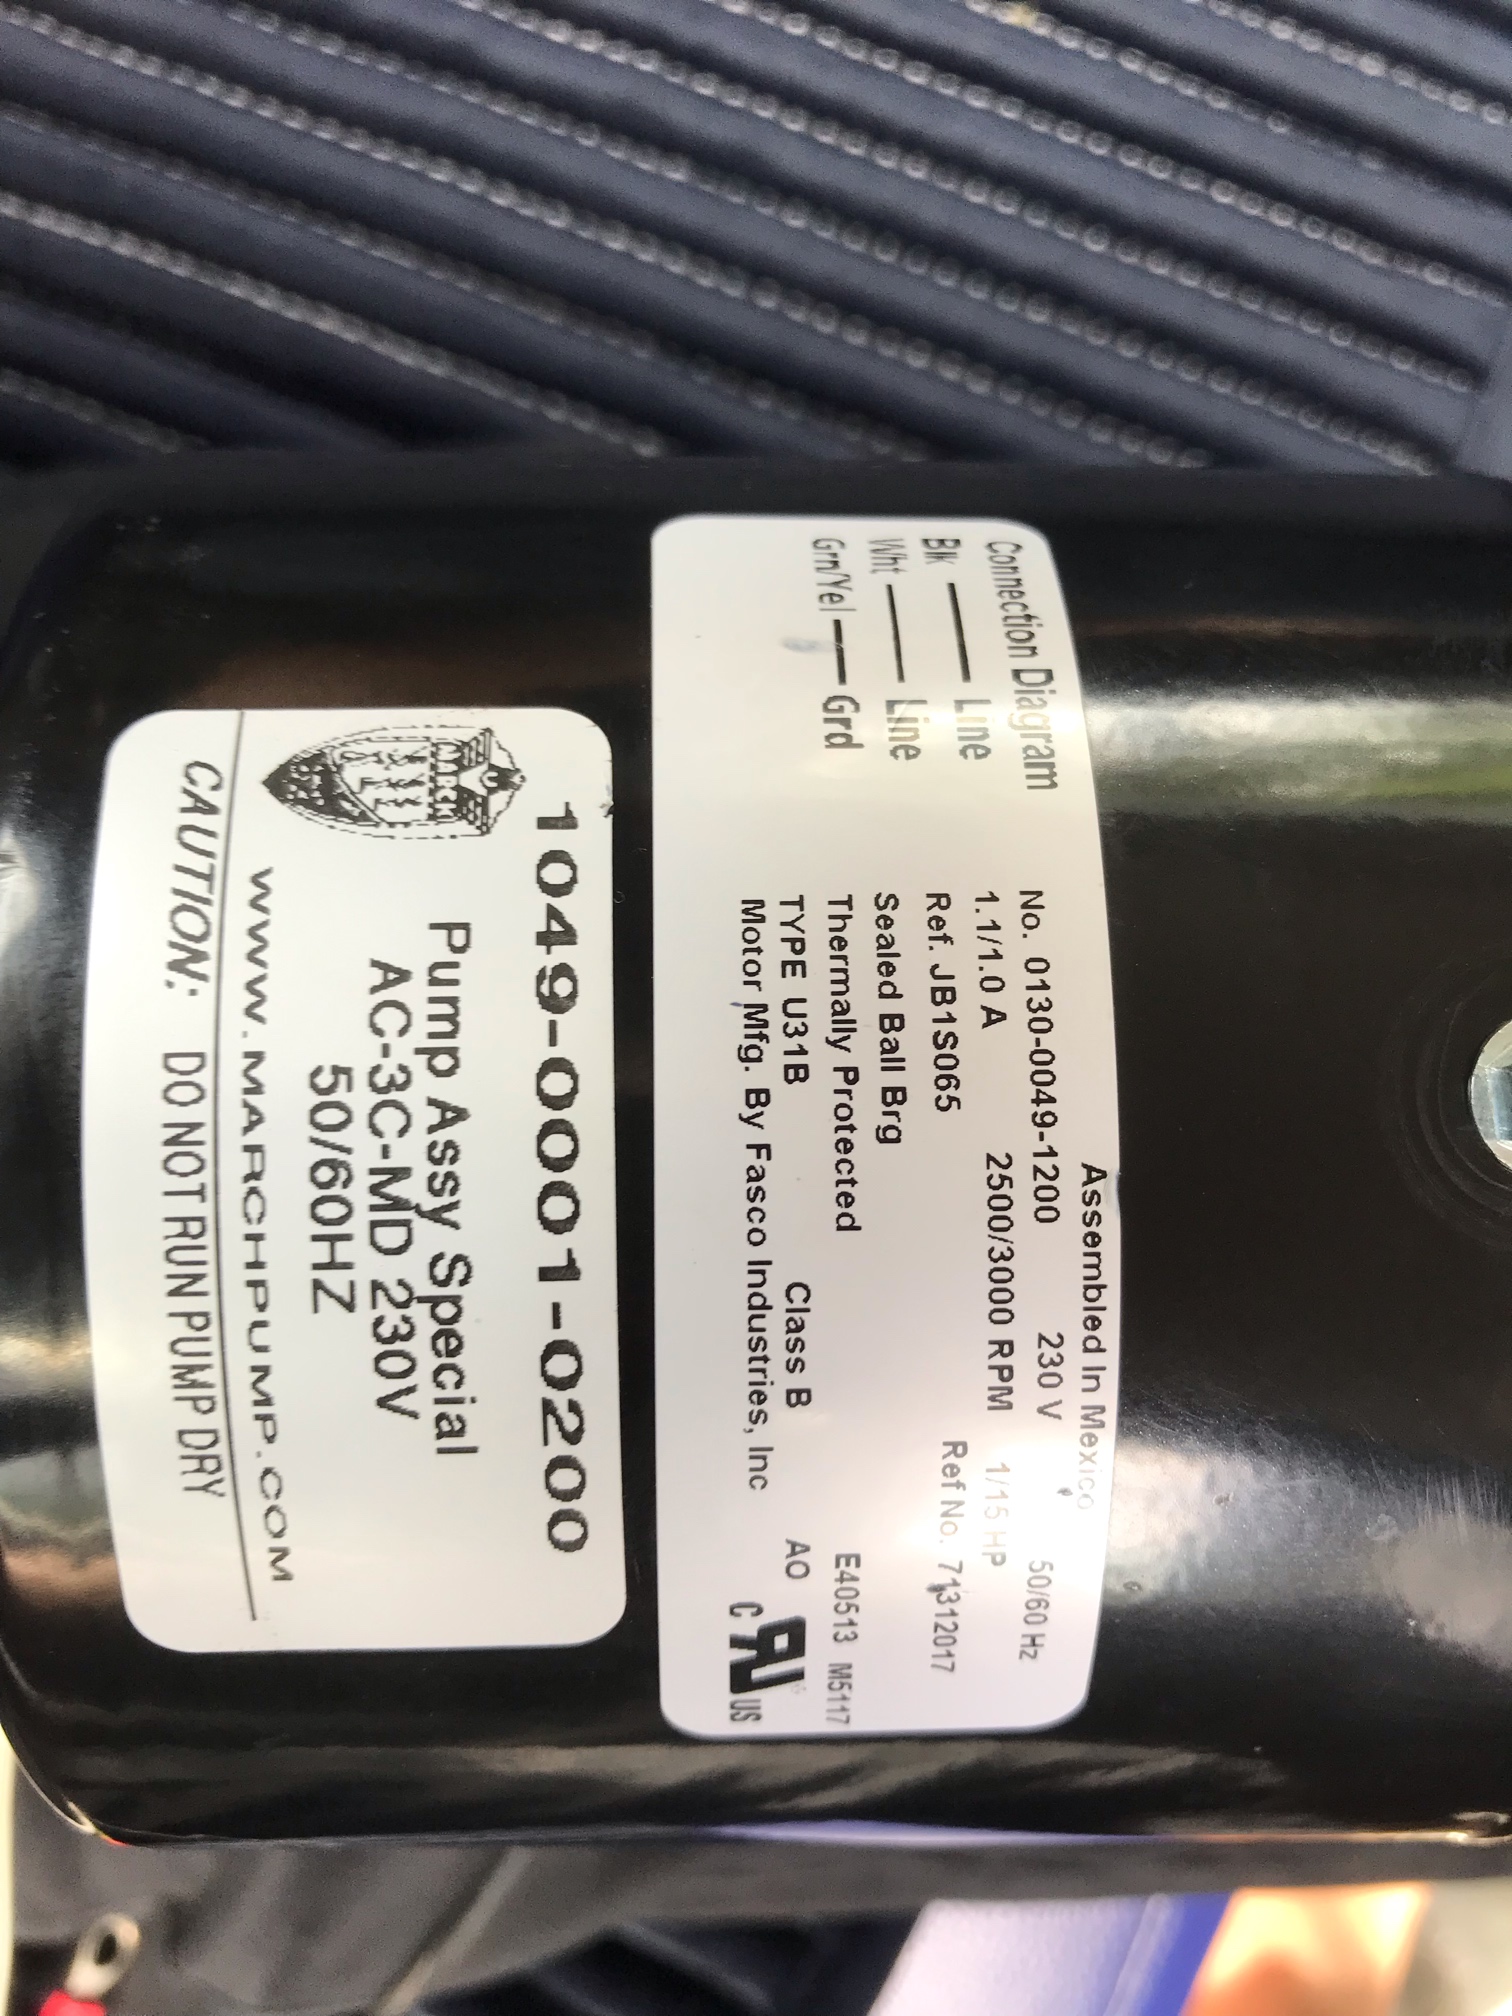 Assembled In Mexico
Connection Diagram
Blk — Line
Wht — Line
Grn/Yel — Grd
No. 0130-0049-1200 230 V 50/60 Hz
1.1/1.0 A 2500/3000 RPM 1/15 HP
Ref. JB1S065 Ref No. 71312017
Sealed Ball Brg
Thermally Protected E40513 M5117
TYPE U31B Class B AO
Motor Mfg. By Fasco Industries, Inc
C RU US
1049-0001-0200
MARCH
Pump Assy Special
AC-3C-MD 230V
50/60HZ
WWW.MARCHPUMP.COM
CAUTION: DO NOT RUN PUMP DRY